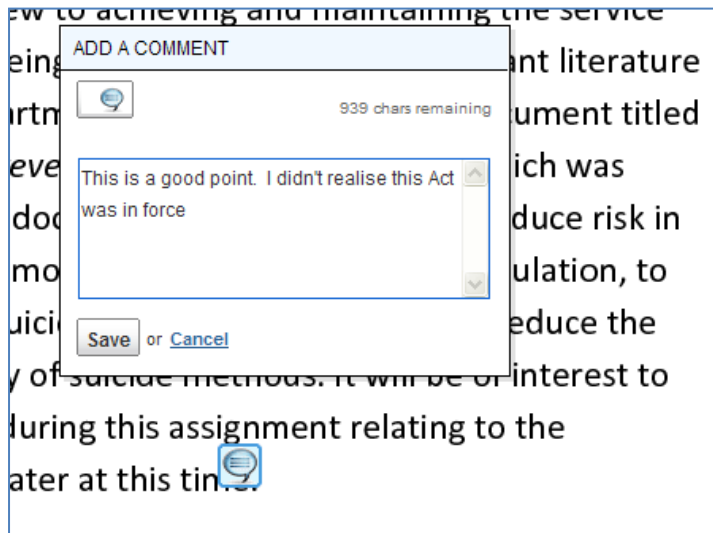 ew to achieving and maintaining the service
ADD A COMMENT
eing
ant literature
939 chars remaining
artm
ument titled
eve
ich was
This is a good point.  I didn't realise this Act
was in force
doc
duce risk in
mo
ulation, to
uici
educe the
Save or Cancel
y of suicide methods. It will be of interest to
during this assignment relating to the
ater at this time.